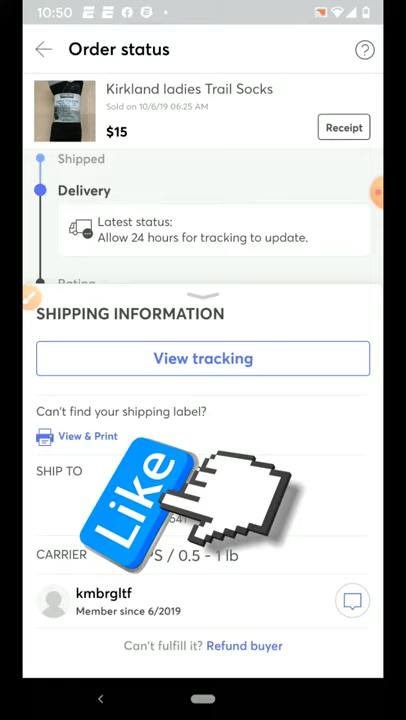 10:50
Order status
Kirkland ladies Trail Socks
Sold on 10/6/19 06:25 AM
$15
Receipt
Shipped
Delivery
Latest status:
Allow 24 hours for tracking to update.
Rating
SHIPPING INFORMATION
View tracking
Can't find your shipping label?
View & Print
SHIP TO
Like
CARRIER
PS / 0.5 - 1 lb
kmbrgltf
Member since 6/2019
Can't fulfill it? Refund buyer